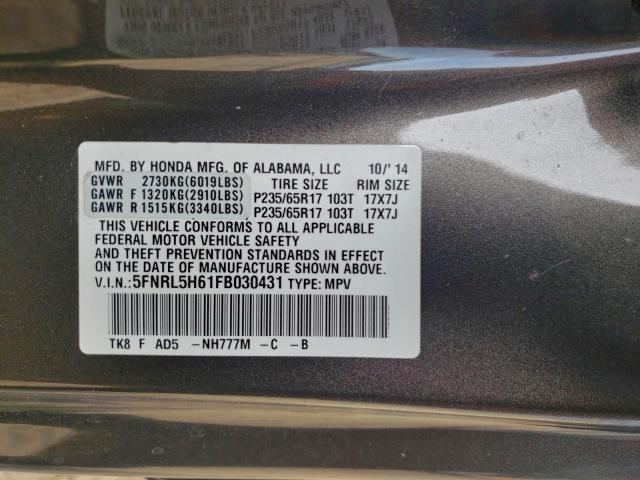 MFD. BY HONDA MFG. OF ALABAMA, LLC 10/'14
GVWR 2730KG(6019LBS) TIRE SIZE RIM SIZE
GAWR F 1320KG(2910LBS) P235/65R17 103T 17X7J
GAWR R 1515KG(3340LBS) P235/65R17 103T 17X7J
THIS VEHICLE CONFORMS TO ALL APPLICABLE
FEDERAL MOTOR VEHICLE SAFETY
AND THEFT PREVENTION STANDARDS IN EFFECT
ON THE DATE OF MANUFACTURE SHOWN ABOVE.
V.I.N.: 5FNRL5H61FB030431 TYPE: MPV
TK8 F AD5 -NH777M -C -B